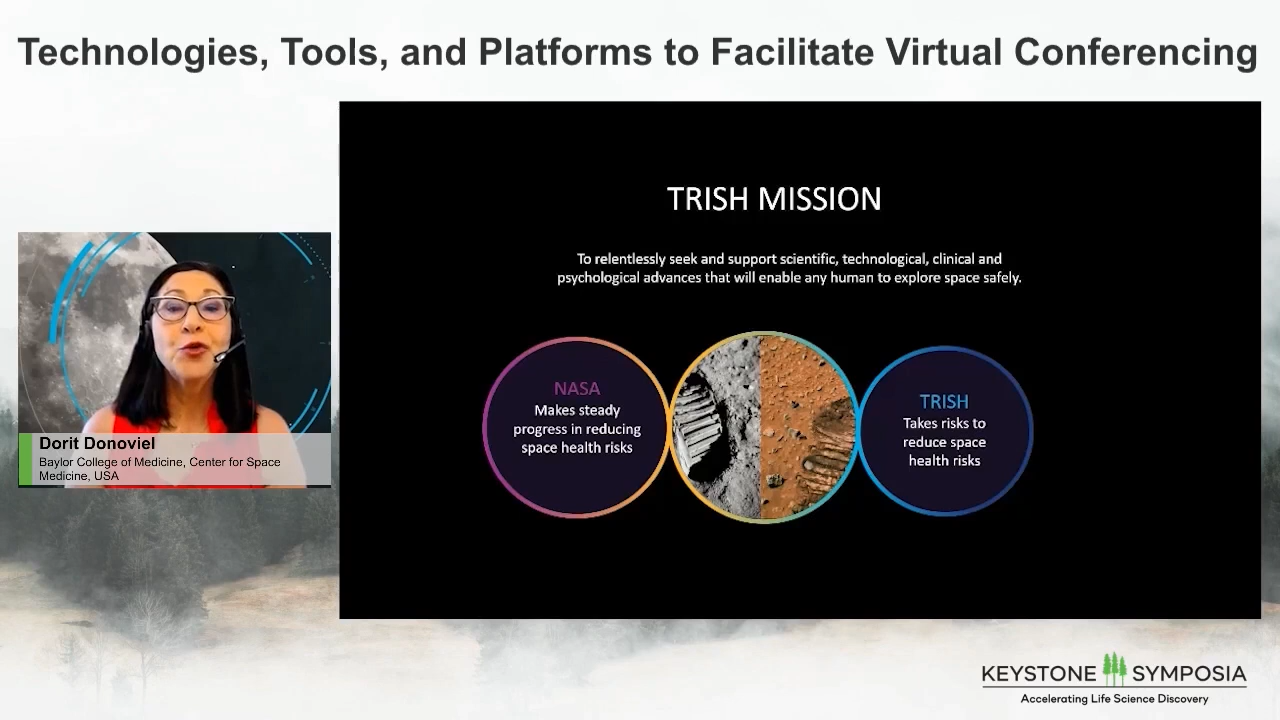 Technologies, Tools, and Platforms to Facilitate Virtual Conferencing
TRISH MISSION
To relentlessly seek and support scientific, technological, clinical and
psychological advances that will enable any human to explore space safely.
NASA
Makes steady
progress in reducing
space health risks
TRISH
Takes risks to
reduce space
health risks
Dorit Donoviel
Baylor College of Medicine, Center for Space
Medicine, USA
KEYSTONE SYMPOSIA
Accelerating Life Science Discovery